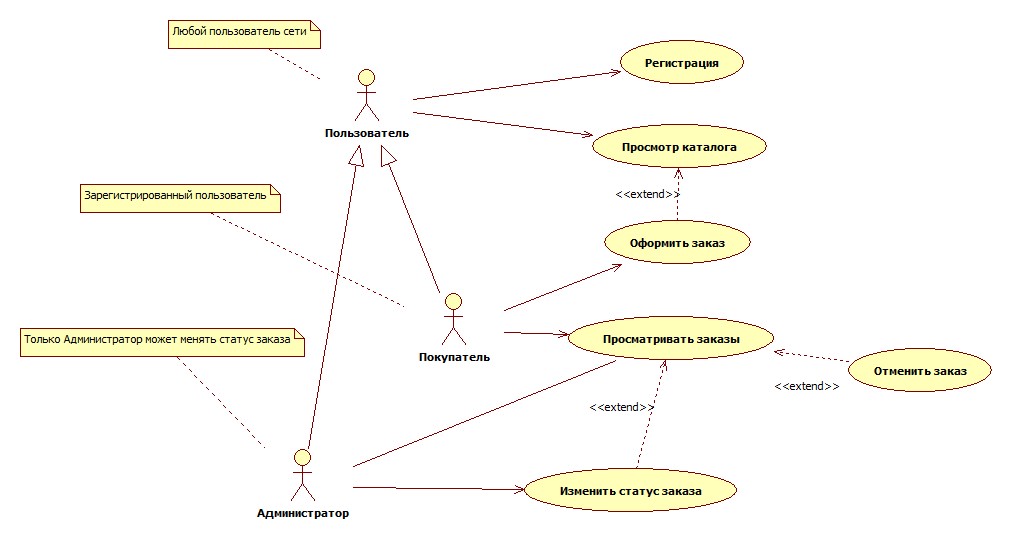 Любой пользователь сети
Регистрация
Пользователь
Просмотр каталога
<<extend>>
Зарегистрированный пользователь
Оформить заказ
Только Администратор может менять статус заказа
Покупатель
Просматривать заказы
Отменить заказ
<<extend>>
<<extend>>
Изменить статус заказа
Администратор